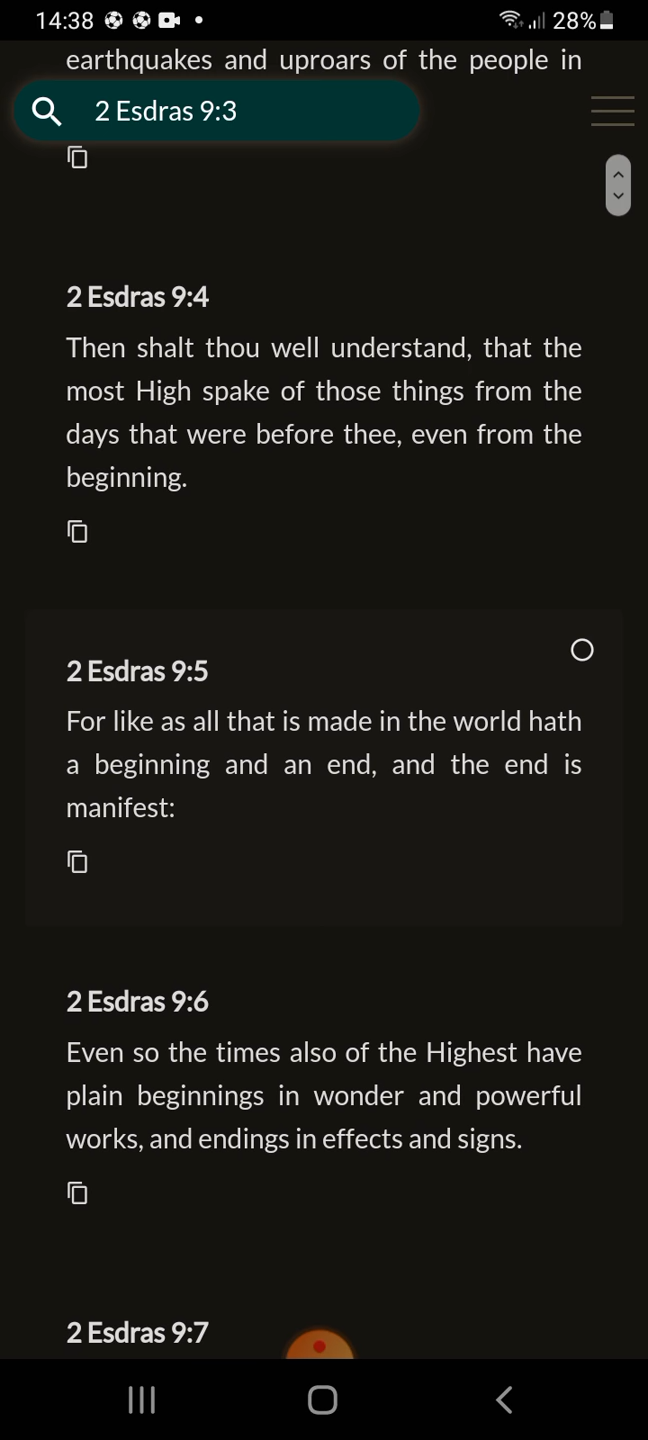 14:38
28%
earthquakes and uproars of the people in
2 Esdras 9:3
2 Esdras 9:4
Then shalt thou well understand, that the
most High spake of those things from the
days that were before thee, even from the
beginning.
2 Esdras 9:5
For like as all that is made in the world hath
a beginning and an end, and the end is
manifest:
2 Esdras 9:6
Even so the times also of the Highest have
plain beginnings in wonder and powerful
works, and endings in effects and signs.
2 Esdras 9:7